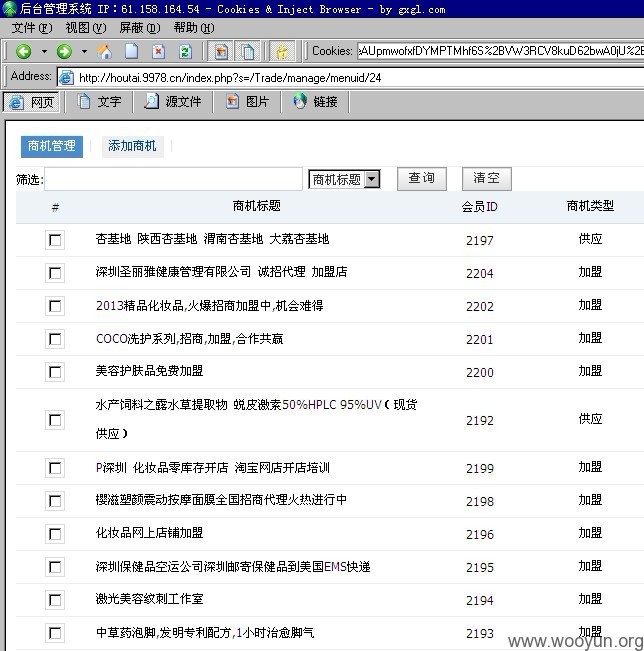 后台管理系统 IP：61.158.164.54 - Cookies & Inject Browser - by gxgl.com
文件(F) 视图(V) 屏蔽(D) 帮助(H)
Cookies:
Address: http://houtai.9978.cn/index.php?s=/Trade/manage/menuid/24
网页 文字 源文件 图片 链接
商机管理 添加商机
筛选: 商机标题 查询 清空
# 商机标题 会员ID 商机类型
杏基地 陕西杏基地 渭南杏基地 大荔杏基地 2197 供应
深圳圣丽雅健康管理有限公司 诚招代理 加盟店 2204 加盟
2013精品化妆品,火爆招商加盟中,机会难得 2202 加盟
COCO洗护系列,招商,加盟,合作共赢 2201 加盟
美容护肤品免费加盟 2200 加盟
水产饲料之露水草提取物 蜕皮激素50%HPLC 95%UV（现货
供应） 2192 供应
P深圳 化妆品零库存开店 淘宝网店开店培训 2199 加盟
樱滋塑颜震动按摩面膜全国招商代理火热进行中 2198 加盟
化妆品网上店铺加盟 2196 加盟
深圳保健品空运公司深圳邮寄保健品到美国EMS快递 2195 加盟
激光美容纹刺工作室 2194 加盟
中草药泡脚,发明专利配方,1小时治愈脚气 2193 加盟
www.wooyun.org